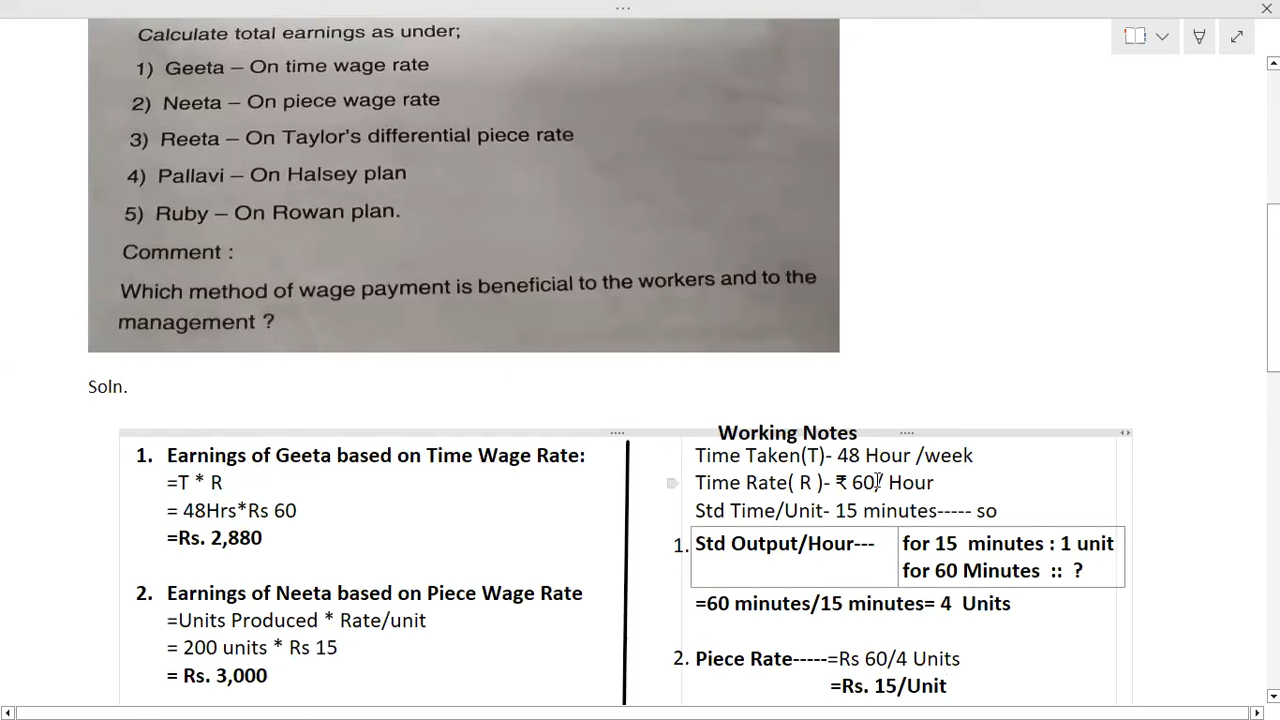 Calculate total earnings as under;
1) Geeta – On time wage rate
2) Neeta – On piece wage rate
3) Reeta – On Taylor's differential piece rate
4) Pallavi – On Halsey plan
5) Ruby – On Rowan plan.
Comment :
Which method of wage payment is beneficial to the workers and to the
management ?
Soln.
1. Earnings of Geeta based on Time Wage Rate:
=T * R
= 48Hrs*Rs 60
=Rs. 2,880
2. Earnings of Neeta based on Piece Wage Rate
=Units Produced * Rate/unit
= 200 units * Rs 15
= Rs. 3,000
Working Notes
Time Taken(T)- 48 Hour /week
Time Rate( R )- ₹ 60/ Hour
Std Time/Unit- 15 minutes----- so
1. Std Output/Hour--- for 15 minutes : 1 unit
for 60 Minutes :: ?
=60 minutes/15 minutes= 4 Units
2. Piece Rate-----=Rs 60/4 Units
=Rs. 15/Unit